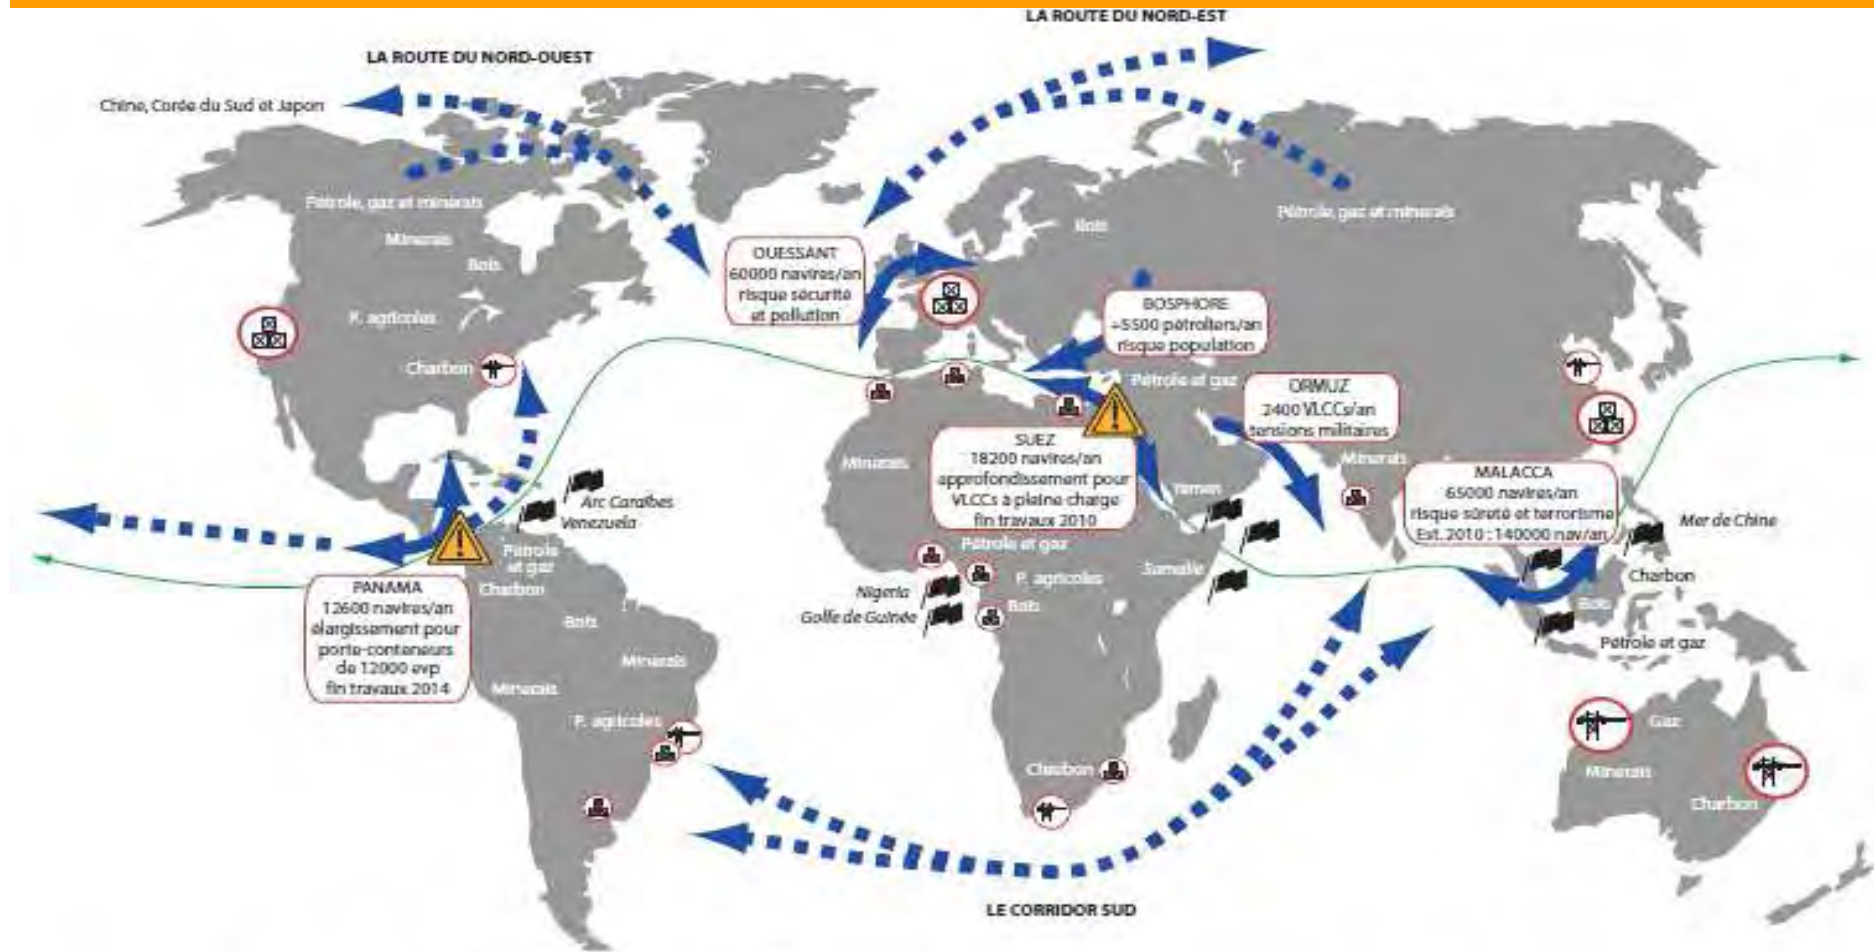 LA ROUTE DU NORD-EST
LA ROUTE DU NORD-OUEST
Chine, Corée du Sud et Japon
Pétrole, gaz et minerais
Minerais
Bois
P. agricoles
Charbon
OUESSANT
60000 navires/an
risque sécurité
et pollution
Bois
Pétrole, gaz et minerais
BOSPHORE
+5500 pétroliers/an
risque population
Pétrole et gaz
ORMUZ
2400 VLCCs/an
tensions militaires
Minerais
SUEZ
18200 navires/an
approfondissement pour
VLCCs à pleine charge
fin travaux 2010
Minerais
Yemen
MALACCA
65000 navires/an
risque sûreté et terrorisme
Est. 2010 : 140000 nav/an
Mer de Chine
Arc Caraïbes
Venezuela
Pétrole
et gaz
Charbon
PANAMA
12600 navires/an
élargissement pour
porte-conteneurs
de 12000 evp
fin travaux 2014
Bois
Minerais
Minerais
P. agricoles
Pétrole et gaz
P. agricoles
Somalie
Nigeria
Golfe de Guinée
Bois
Charbon
Bois
Pétrole et gaz
Charbon
Gaz
Minerais
Charbon
LE CORRIDOR SUD